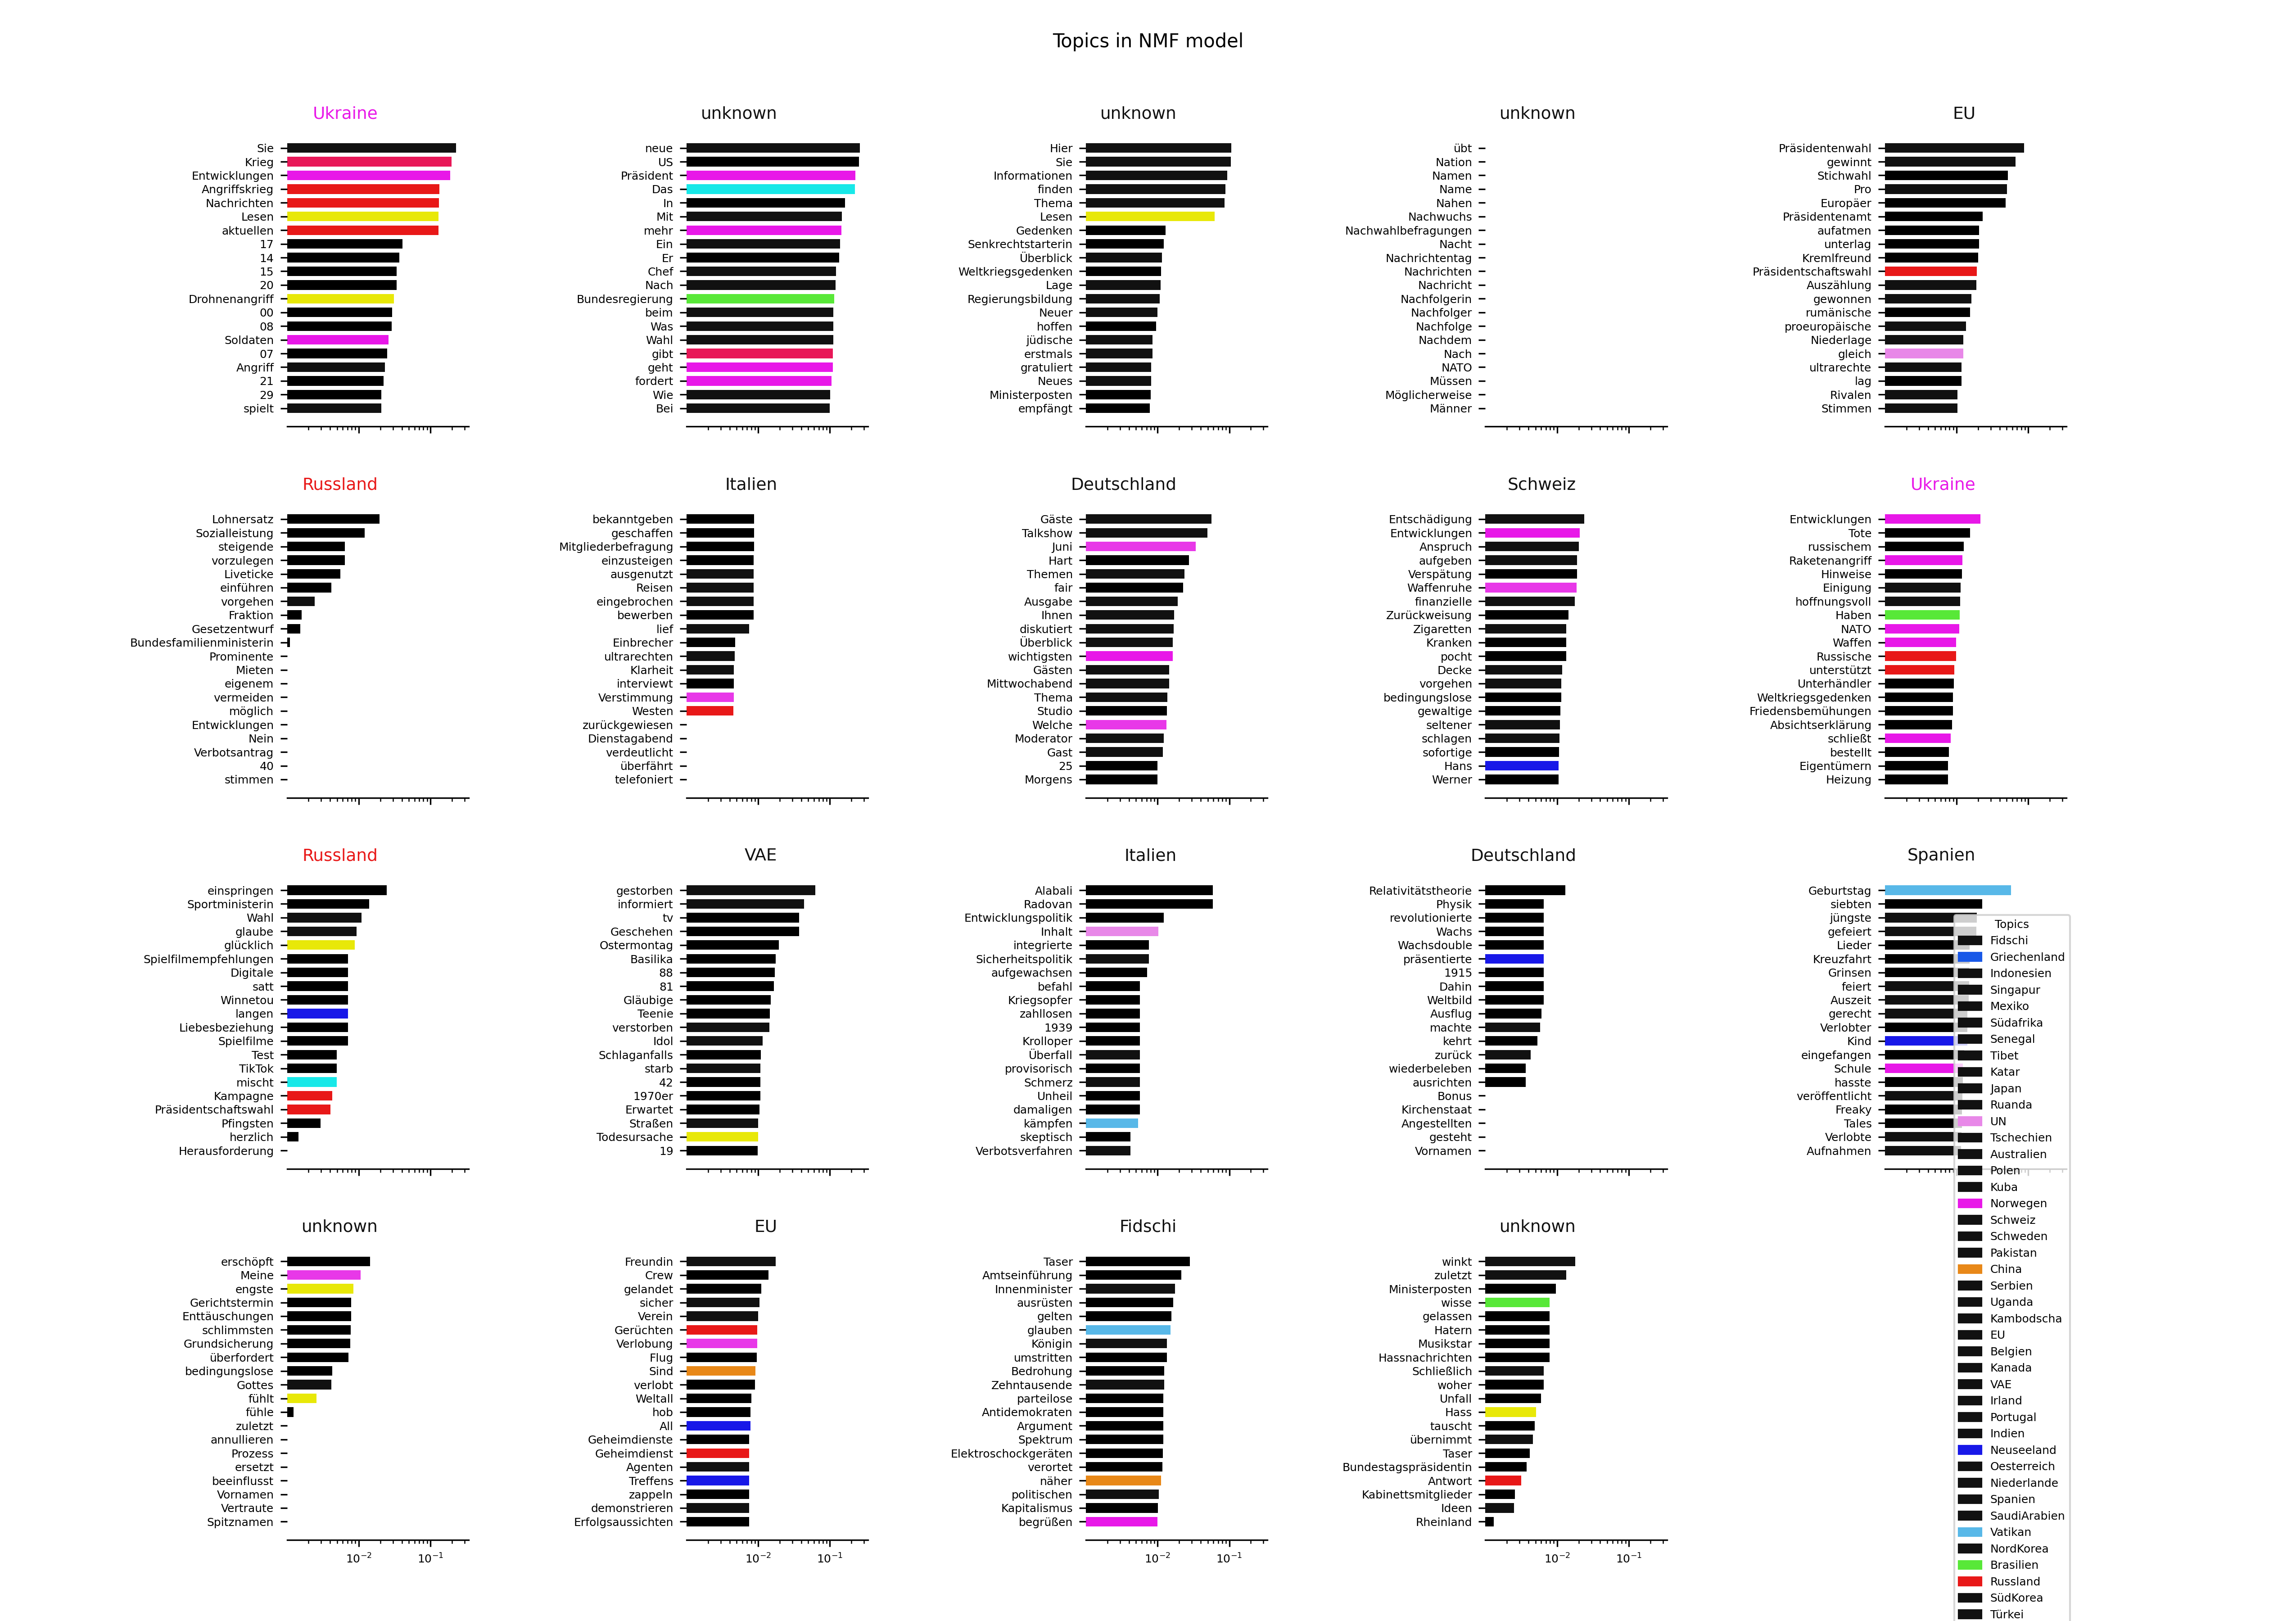 Topics in NMF model
Ukraine
Sie
Krieg
Entwicklungen
Angriffskrieg
Nachrichten
Lesen
aktuellen
17
14
15
20
Drohnenangriff
00
08
Soldaten
07
Angriff
21
29
spielt
unknown
neue
US
Präsident
Das
In
Mit
mehr
Ein
Er
Chef
Nach
Bundesregierung
beim
Was
Wahl
gibt
geht
fordert
Wie
Bei
unknown
Hier
Sie
Informationen
finden
Thema
Lesen
Gedenken
Senkrechtstarterin
Überblick
Weltkriegsgedenken
Lage
Regierungsbildung
Neuer
hoffen
jüdische
erstmals
gratuliert
Neues
Ministerposten
empfängt
unknown
übt
Nation
Namen
Name
Nahen
Nachwuchs
Nachwahlbefragungen
Nacht
Nachrichtentag
Nachrichten
Nachricht
Nachfolgerin
Nachfolger
Nachfolge
Nachdem
Nach
NATO
Müssen
Möglicherweise
Männer
EU
Präsidentenwahl
gewinnt
Stichwahl
Pro
Europäer
Präsidentenamt
aufatmen
unterlag
Kremlfreund
Präsidentschaftswahl
Auszählung
gewonnen
rumänische
proeuropäische
Niederlage
gleich
ultrarechte
lag
Rivalen
Stimmen
Russland
Lohnersatz
Sozialleistung
steigende
vorzulegen
Liveticke
einführen
vorgehen
Fraktion
Gesetzentwurf
Bundesfamilienministerin
Prominente
Mieten
eigenem
vermeiden
möglich
Entwicklungen
Nein
Verbotsantrag
40
stimmen
Italien
bekanntgeben
geschaffen
Mitgliederbefragung
einzusteigen
ausgenutzt
Reisen
eingebrochen
bewerben
lief
Einbrecher
ultrarechten
Klarheit
interviewt
Verstimmung
Westen
zurückgewiesen
Dienstagabend
verdeutlicht
überfährt
telefoniert
Deutschland
Gäste
Talkshow
Juni
Hart
Themen
fair
Ausgabe
Ihnen
diskutiert
Überblick
wichtigsten
Gästen
Mittwochabend
Thema
Studio
Welche
Moderator
Gast
25
Morgens
Schweiz
Entschädigung
Entwicklungen
Anspruch
aufgeben
Verspätung
Waffenruhe
finanzielle
Zurückweisung
Zigaretten
Kranken
pocht
Decke
vorgehen
bedingungslose
gewaltige
seltener
schlagen
sofortige
Hans
Werner
Ukraine
Entwicklungen
Tote
russischem
Raketenangriff
Hinweise
Einigung
hoffnungsvoll
Haben
NATO
Waffen
Russische
unterstützt
Unterhändler
Weltkriegsgedenken
Friedensbemühungen
Absichtserklärung
schließt
bestellt
Eigentümern
Heizung
Russland
einspringen
Sportministerin
Wahl
glaube
glücklich
Spielfilmempfehlungen
Digitale
satt
Winnetou
langen
Liebesbeziehung
Spielfilme
Test
TikTok
mischt
Kampagne
Präsidentschaftswahl
Pfingsten
herzlich
Herausforderung
VAE
gestorben
informiert
tv
Geschehen
Ostermontag
Basilika
88
81
Gläubige
Teenie
verstorben
Idol
Schlaganfalls
starb
42
1970er
Erwartet
Straßen
Todesursache
19
Italien
Alabali
Radovan
Entwicklungspolitik
Inhalt
integrierte
Sicherheitspolitik
aufgewachsen
befahl
Kriegsopfer
zahllosen
1939
Krolloper
Überfall
provisorisch
Schmerz
Unheil
damaligen
kämpfen
skeptisch
Verbotsverfahren
Deutschland
Relativitätstheorie
Physik
revolutionierte
Wachs
Wachsdouble
präsentierte
1915
Dahin
Weltbild
Ausflug
machte
kehrt
zurück
wiederbeleben
ausrichten
Bonus
Kirchenstaat
Angestellten
gesteht
Vornamen
Spanien
Geburtstag
siebten
jüngste
gefeiert
Lieder
Kreuzfahrt
Grinsen
feiert
Auszeit
gerecht
Verlobter
Kind
eingefangen
Schule
hasste
veröffentlicht
Freaky
Tales
Verlobte
Aufnahmen
unknown
erschöpft
Meine
engste
Gerichtstermin
Enttäuschungen
schlimmsten
Grundsicherung
überfordert
bedingungslose
Gottes
fühlt
fühle
zuletzt
annullieren
Prozess
ersetzt
beeinflusst
Vornamen
Vertraute
Spitznamen
10⁻² 10⁻¹
EU
Freundin
Crew
gelandet
sicher
Verein
Gerüchten
Verlobung
Flug
Sind
verlobt
Weltall
hob
All
Geheimdienste
Geheimdienst
Agenten
Treffens
zappeln
demonstrieren
Erfolgsaussichten
10⁻² 10⁻¹
Fidschi
Taser
Amtseinführung
Innenminister
ausrüsten
gelten
glauben
Königin
umstritten
Bedrohung
Zehntausende
parteilose
Antidemokraten
Argument
Spektrum
Elektroschockgeräten
verortet
näher
politischen
Kapitalismus
begrüßen
10⁻² 10⁻¹
unknown
winkt
zuletzt
Ministerposten
wisse
gelassen
Hatern
Musikstar
Hassnachrichten
Schließlich
woher
Unfall
Hass
tauscht
übernimmt
Taser
Bundestagspräsidentin
Antwort
Kabinettsmitglieder
Ideen
Rheinland
10⁻² 10⁻¹
Topics
Fidschi
Griechenland
Indonesien
Singapur
Mexiko
Südafrika
Senegal
Tibet
Katar
Japan
Ruanda
UN
Tschechien
Australien
Polen
Kuba
Norwegen
Schweiz
Schweden
Pakistan
China
Serbien
Uganda
Kambodscha
EU
Belgien
Kanada
VAE
Irland
Portugal
Indien
Neuseeland
Oesterreich
Niederlande
Spanien
SaudiArabien
Vatikan
NordKorea
Brasilien
Russland
SüdKorea
Türkei